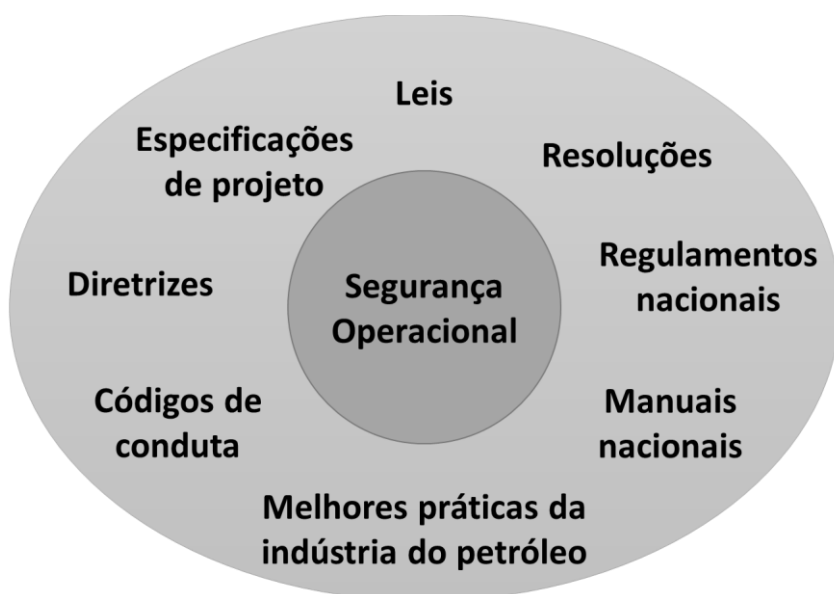 Leis
Especificações
de projeto
Resoluções
Diretrizes
Segurança
Operacional
Regulamentos
nacionais
Códigos de
conduta
Manuais
nacionais
Melhores práticas da
indústria do petróleo